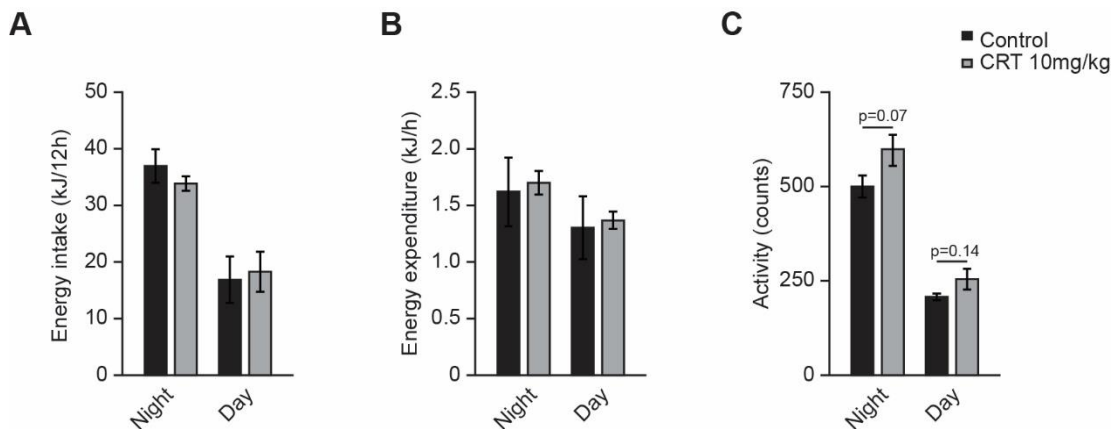 A
Energy intake (kJ/12h)
50
40
30
20
10
0
Night
Day
B
Energy expenditure (kJ/h)
2.5
2.0
1.5
1.0
0.5
0
Night
Day
C
Control
CRT 10mg/kg
Activity (counts)
750
500
250
0
p=0.07
p=0.14
Night
Day